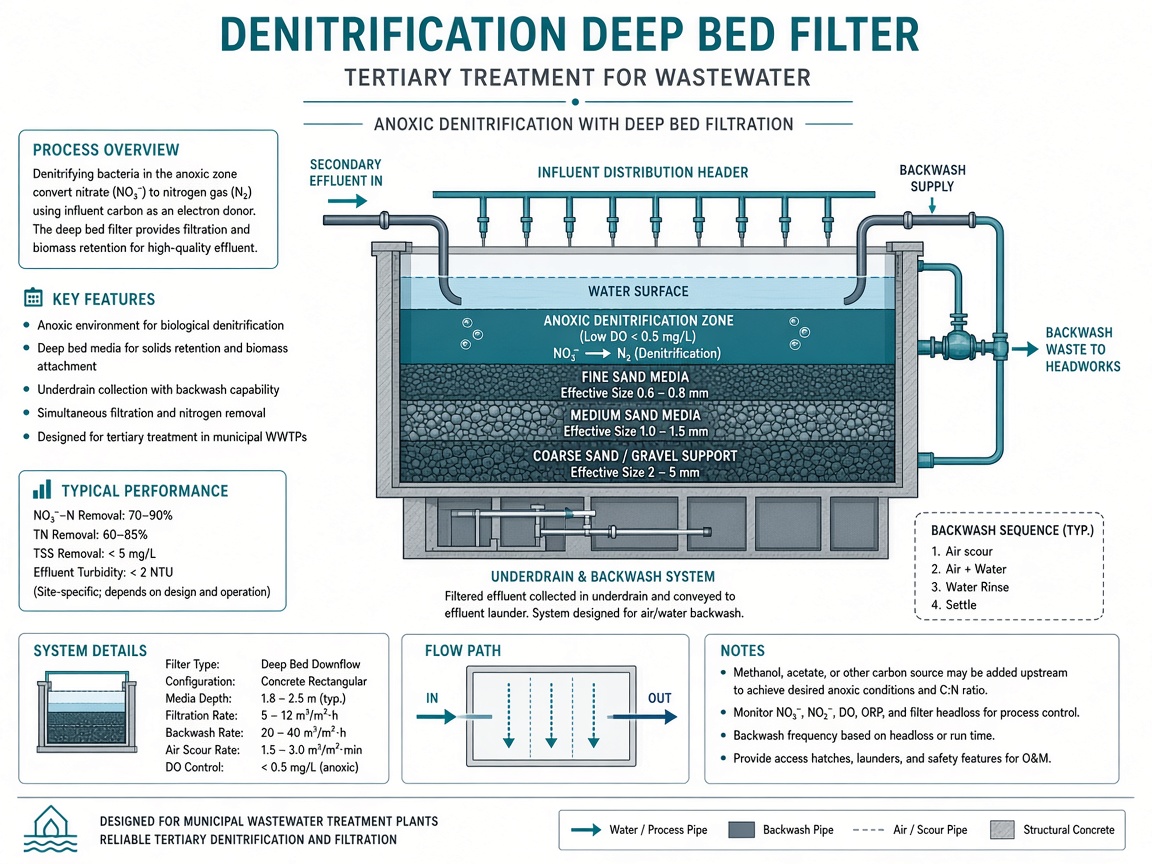 DENITRIFICATION DEEP BED FILTER
TERTIARY TREATMENT FOR WASTEWATER
ANOXIC DENITRIFICATION WITH DEEP BED FILTRATION
PROCESS OVERVIEW
Denitrifying bacteria in the anoxic zone
convert nitrate (NO₃⁻) to nitrogen gas (N₂)
using influent carbon as an electron donor.
The deep bed filter provides filtration and
biomass retention for high-quality effluent.
KEY FEATURES
• Anoxic environment for biological denitrification
• Deep bed media for solids retention and biomass
attachment
• Underdrain collection with backwash capability
• Simultaneous filtration and nitrogen removal
• Designed for tertiary treatment in municipal WWTPs
TYPICAL PERFORMANCE
NO₃⁻–N Removal: 70–90%
TN Removal: 60–85%
TSS Removal: < 5 mg/L
Effluent Turbidity: < 2 NTU
(Site-specific; depends on design and operation)
SECONDARY
EFFLUENT IN
INFLUENT DISTRIBUTION HEADER
BACKWASH
SUPPLY
WATER SURFACE
ANOXIC DENITRIFICATION ZONE
(Low DO < 0.5 mg/L)
NO₃⁻ → N₂ (Denitrification)
FINE SAND MEDIA
Effective Size 0.6 – 0.8 mm
MEDIUM SAND MEDIA
Effective Size 1.0 – 1.5 mm
COARSE SAND / GRAVEL SUPPORT
Effective Size 2 – 5 mm
BACKWASH
WASTE TO
HEADWORKS
UNDERDRAIN & BACKWASH SYSTEM
Filtered effluent collected in underdrain and conveyed to
effluent launder. System designed for air/water backwash.
BACKWASH SEQUENCE (TYP.)
1. Air scour
2. Air + Water
3. Water Rinse
4. Settle
SYSTEM DETAILS
Filter Type: Deep Bed Downflow
Configuration: Concrete Rectangular
Media Depth: 1.8 – 2.5 m (typ.)
Filtration Rate: 5 – 12 m³/m²·h
Backwash Rate: 20 – 40 m³/m²·h
Air Scour Rate: 1.5 – 3.0 m³/m²·min
DO Control: < 0.5 mg/L (anoxic)
FLOW PATH
IN
OUT
NOTES
• Methanol, acetate, or other carbon source may be added upstream
to achieve desired anoxic conditions and C:N ratio.
• Monitor NO₃⁻, NO₂⁻, DO, ORP, and filter headloss for process control.
• Backwash frequency based on headloss or run time.
• Provide access hatches, launders, and safety features for O&M.
DESIGNED FOR MUNICIPAL WASTEWATER TREATMENT PLANTS
RELIABLE TERTIARY DENITRIFICATION AND FILTRATION
Water / Process Pipe
Backwash Pipe
Air / Scour Pipe
Structural Concrete